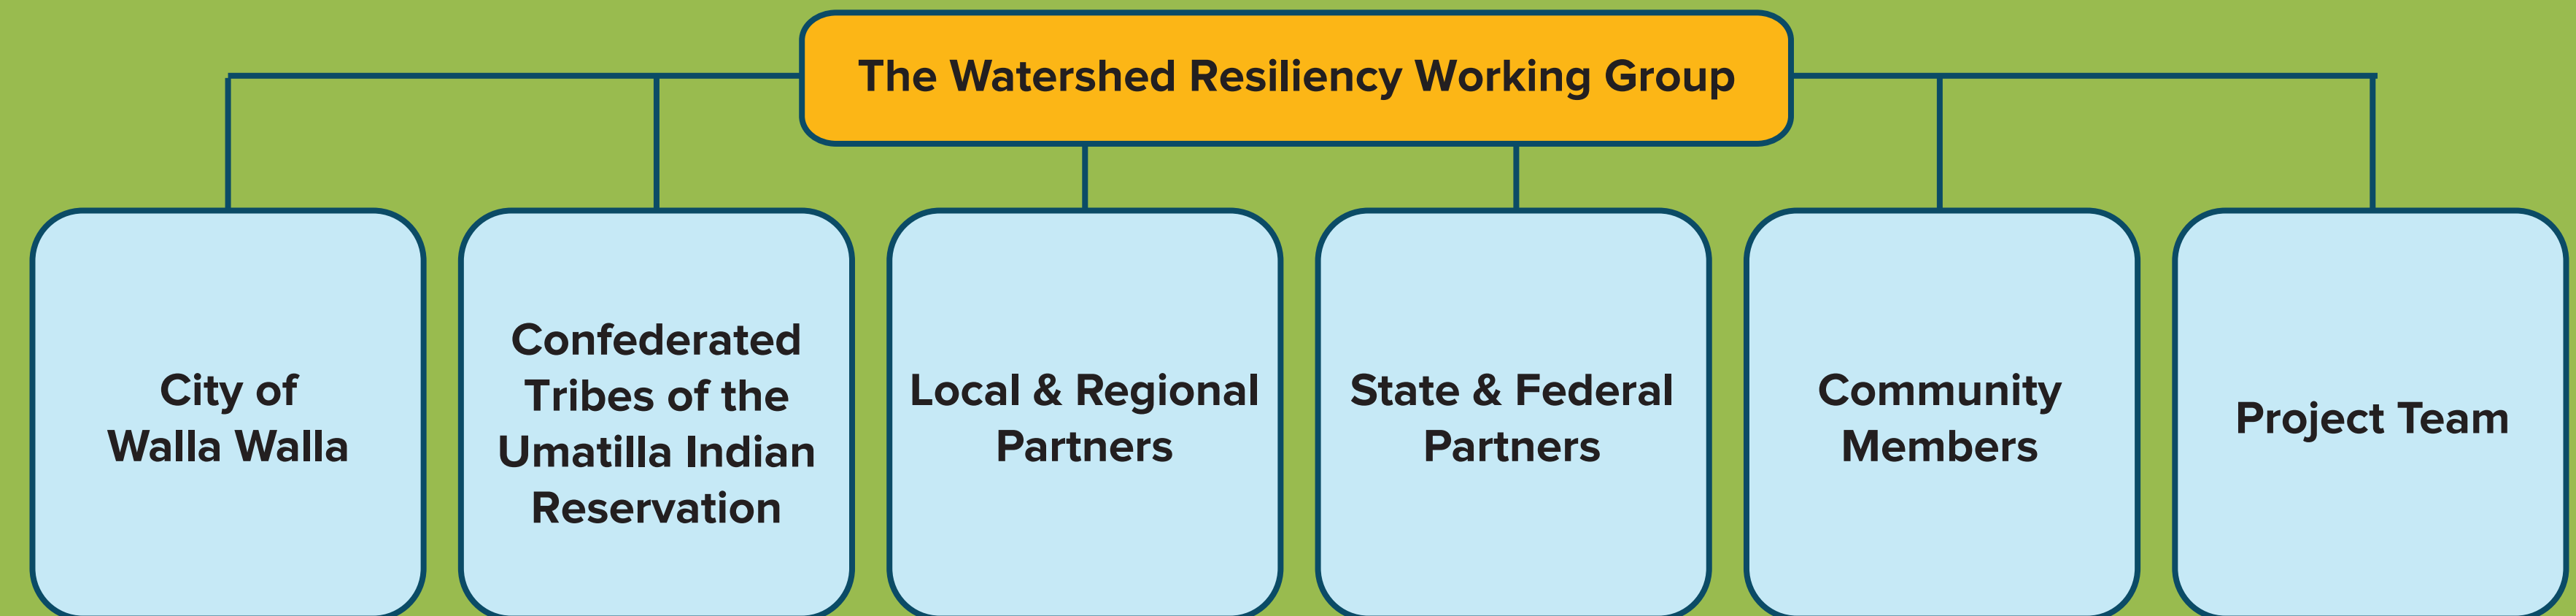 The Watershed Resiliency Working Group
City of
Walla Walla
Confederated
Tribes of the
Umatilla Indian
Reservation
Local & Regional
Partners
State & Federal
Partners
Community
Members
Project Team